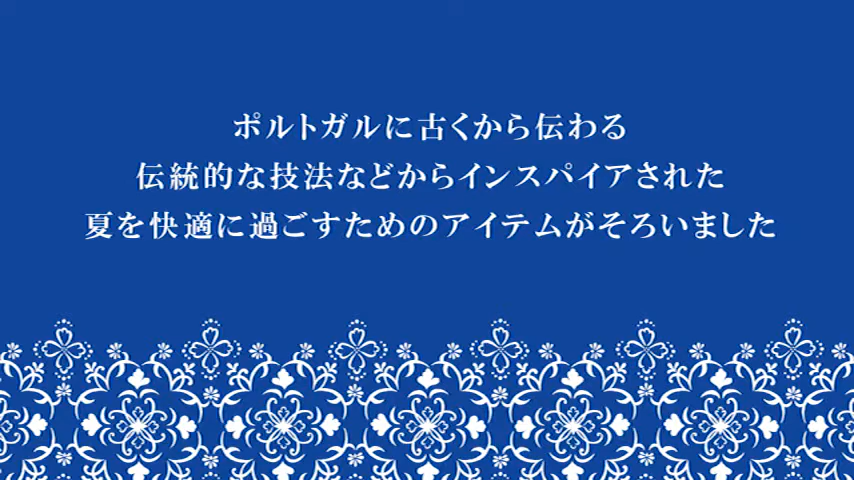 ポルトガルに古くから伝わる
伝統的な技法などからインスパイアされた
夏を快適に過ごすためのアイテムがそろいました